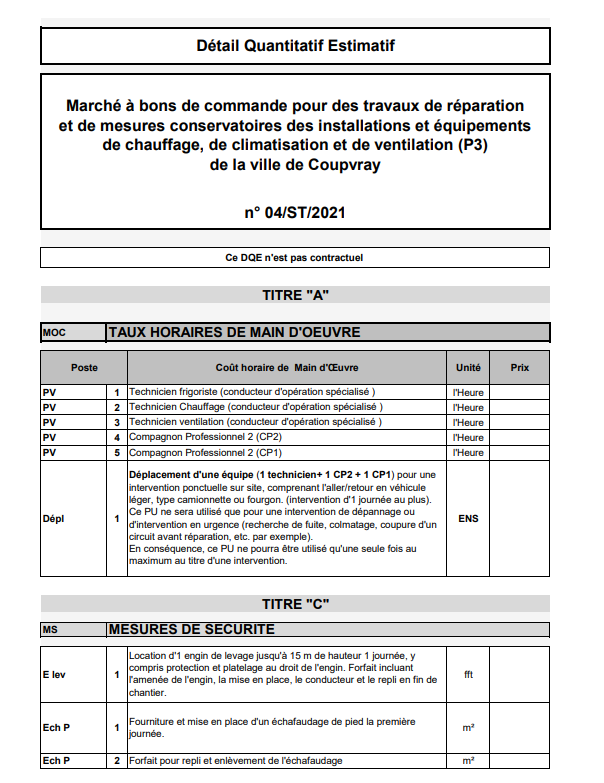 Détail Quantitatif Estimatif
Marché à bons de commande pour des travaux de réparation
et de mesures conservatoires des installations et équipements
de chauffage, de climatisation et de ventilation (P3)
de la ville de Coupvray
n° 04/ST/2021
Ce DQE n'est pas contractuel
TITRE "A"
MOC TAUX HORAIRES DE MAIN D'OEUVRE
Poste Coût horaire de Main d'Œuvre Unité Prix
PV 1 Technicien frigoriste (conducteur d'opération spécialisé ) l'Heure
PV 2 Technicien Chauffage (conducteur d'opération spécialisé ) l'Heure
PV 3 Technicien ventilation (conducteur d'opération spécialisé ) l'Heure
PV 4 Compagnon Professionnel 2 (CP2) l'Heure
PV 5 Compagnon Professionnel 2 (CP1) l'Heure
Déplacement d'une équipe (1 technicien+ 1 CP2 + 1 CP1) pour une
intervention ponctuelle sur site, comprenant l'aller/retour en véhicule
léger, type camionnette ou fourgon. (intervention d'1 journée au plus).
Ce PU ne sera utilisé que pour une intervention de dépannage ou
Dépl 1 d'intervention en urgence (recherche de fuite, colmatage, coupure d'un ENS
circuit avant réparation, etc. par exemple).
En conséquence, ce PU ne pourra être utilisé qu'une seule fois au
maximum au titre d'une intervention.
TITRE "C"
MS MESURES DE SECURITE
Location d'1 engin de levage jusqu'à 15 m de hauteur 1 journée, y
compris protection et platelage au droit de l'engin. Forfait incluant
E lev 1 l'amenée de l'engin, la mise en place, le conducteur et le repli en fin de fft
chantier.
Ech P 1 Fourniture et mise en place d'un échafaudage de pied la première m²
journée.
Ech P 2 Forfait pour repli et enlèvement de l'échafaudage m²